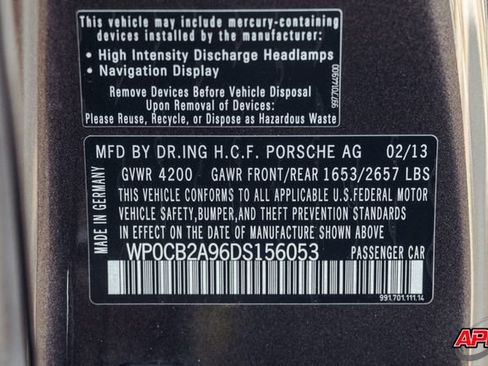 This vehicle may include mercury-containing
devices installed by the manufacturer:
• High Intensity Discharge Headlamps
• Navigation Display
Remove Devices Before Vehicle Disposal
Upon Removal of Devices:
Please Reuse, Recycle, or Dispose as Hazardous Waste
997.701.449.00
MFD BY DR.ING H.C.F. PORSCHE AG 02/13
GVWR 4200 GAWR FRONT/REAR 1653/2657 LBS
THIS VEHICLE CONFORMS TO ALL APPLICABLE U.S.FEDERAL MOTOR
VEHICLE SAFETY,BUMPER,AND THEFT PREVENTION STANDARDS
IN EFFECT ON THE DATE OF MANUFACTURE SHOWN ABOVE
WP0CB2A96DS156053 PASSENGER CAR
991.701.111.14
MADE IN GERMANY